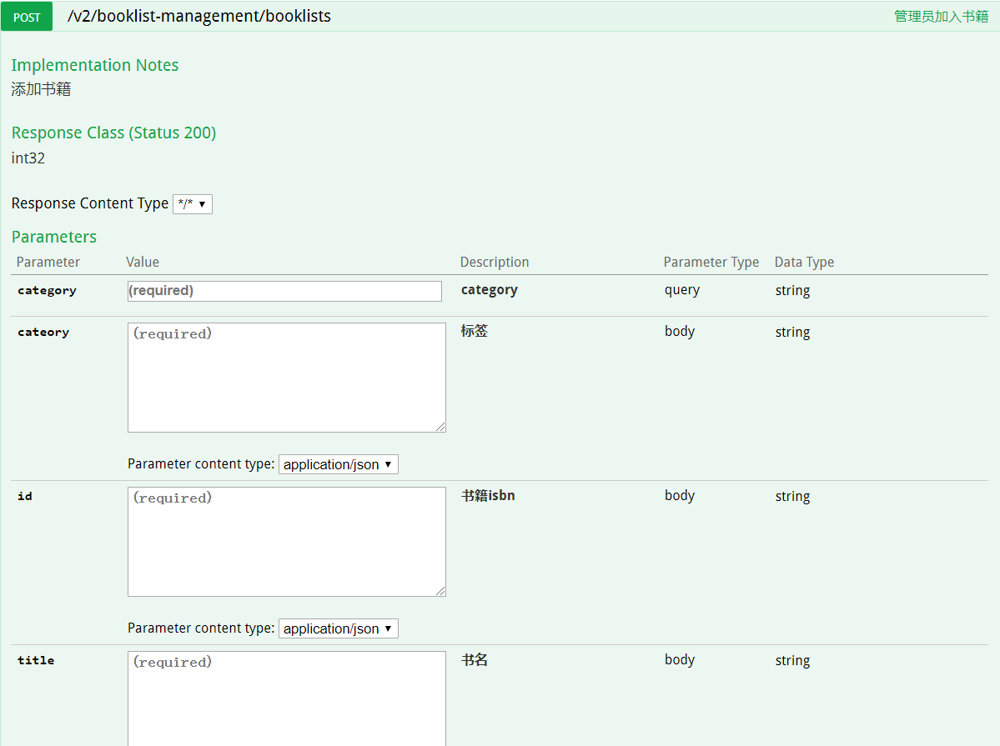 POST /v2/booklist-management/booklists 管理员加入书籍
Implementation Notes
添加书籍
Response Class (Status 200)
int32
Response Content Type */*
Parameters
Parameter Value Description Parameter Type Data Type
category (required) category query string
cateory (required) 标签 body string
Parameter content type: application/json
id (required) 书籍isbn body string
Parameter content type: application/json
title (required) 书名 body string